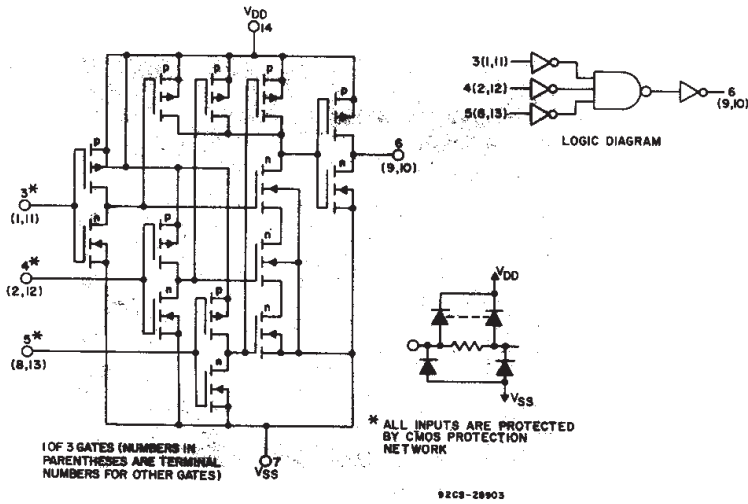 VDD
14
p
p
p
p
p
n
n
3*
(1,11)
n
p
n
4*
(2,12)
n
p
n
5*
(8,13)
n
6
(9,10)
7
VSS
1 OF 3 GATES (NUMBERS IN
PARENTHESES ARE TERMINAL
NUMBERS FOR OTHER GATES)
3(1,11)
4(2,12)
5(8,13)
6
(9,10)
LOGIC DIAGRAM
VDD
VSS
* ALL INPUTS ARE PROTECTED
BY CMOS PROTECTION
NETWORK
92CS-28903